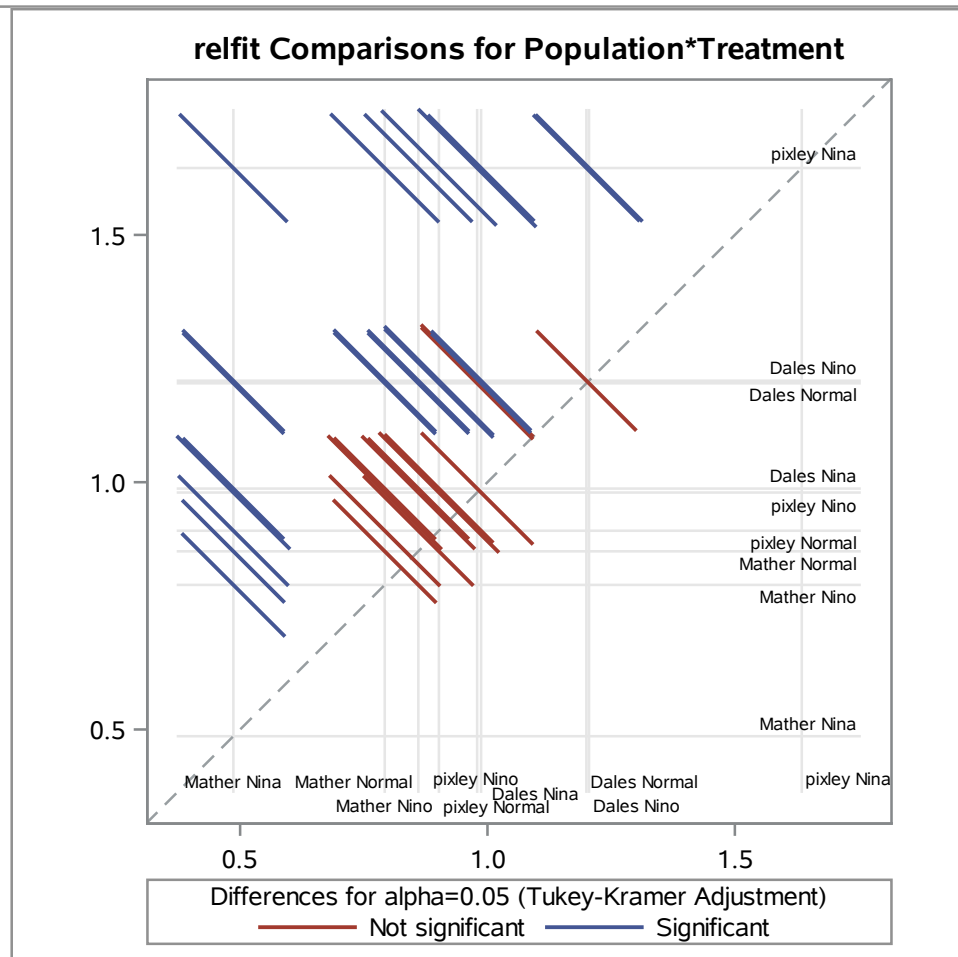 relfit Comparisons for Population*Treatment
pixley Nina
1.5
Dales Nino
Dales Normal
1.0
Dales Nina
pixley Nino
pixley Normal
Mather Normal
Mather Nino
0.5
Mather Nina
Mather Nina Mather Normal pixley Nino Dales Normal pixley Nina
Dales Nina
Mather Nino pixley Normal Dales Nino
0.5 1.0 1.5
Differences for alpha=0.05 (Tukey-Kramer Adjustment)
Not significant Significant